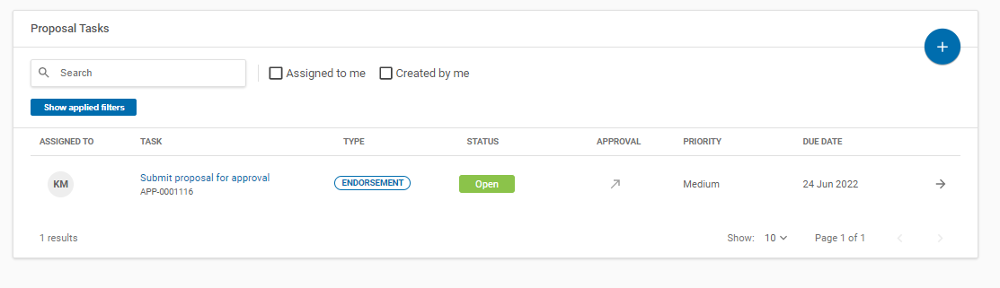 Proposal Tasks
Search
Assigned to me
Created by me
Show applied filters
ASSIGNED TO TASK TYPE STATUS APPROVAL PRIORITY DUE DATE
KM Submit proposal for approval ENDORSEMENT Open Medium 24 Jun 2022
APP-0001116
1 results Show: 10 Page 1 of 1